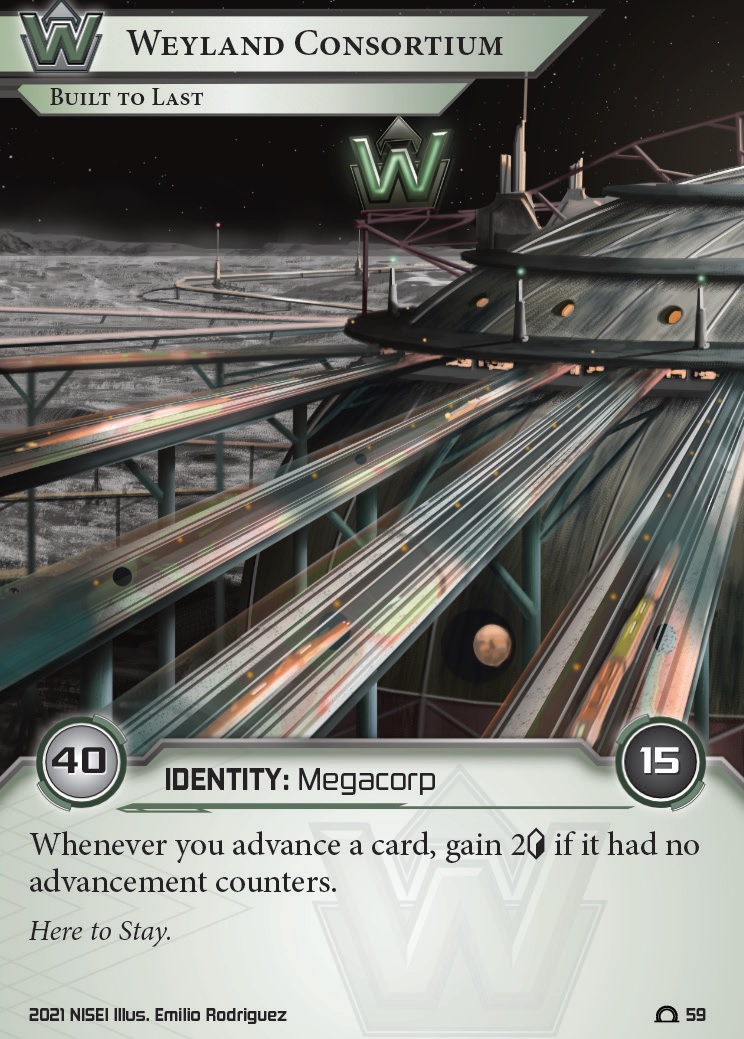 Weyland Consortium
Built to Last
W
W
40
15
IDENTITY: Megacorp
Whenever you advance a card, gain 2 if it had no
advancement counters.
Here to Stay.
2021 NISEI Illus. Emilio Rodriguez
59